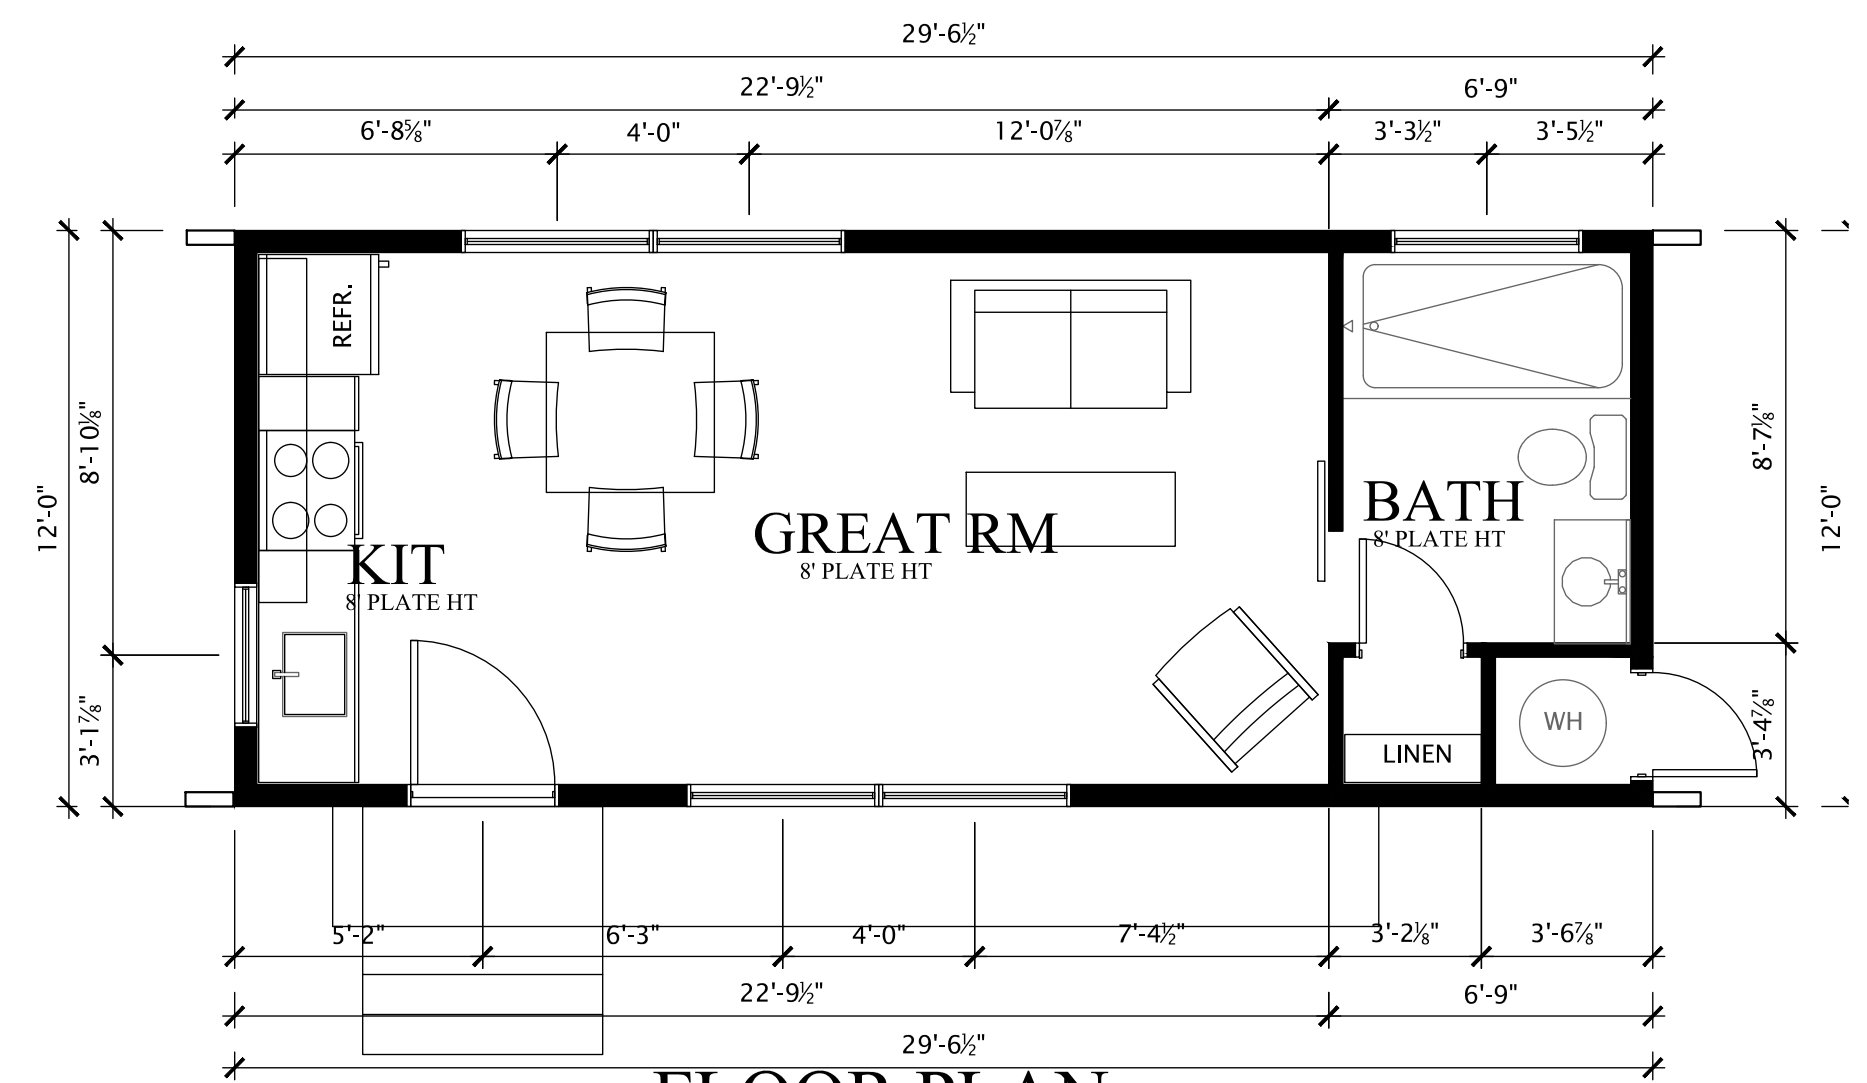 29'-6½"
22'-9½"
6'-9"
6'-8⅝"
4'-0"
12'-0⅞"
3'-3½"
3'-5½"
REFR.
8'-10⅛"
8'-7⅛"
12'-0"
12'-0"
BATH
8' PLATE HT
GREAT RM
8' PLATE HT
KIT
8' PLATE HT
3'-1⅞"
WH
3'-4⅞"
LINEN
5'-2"
6'-3"
4'-0"
7'-4½"
3'-2⅛"
3'-6⅞"
22'-9½"
6'-9"
29'-6½"
FLOOR PLAN